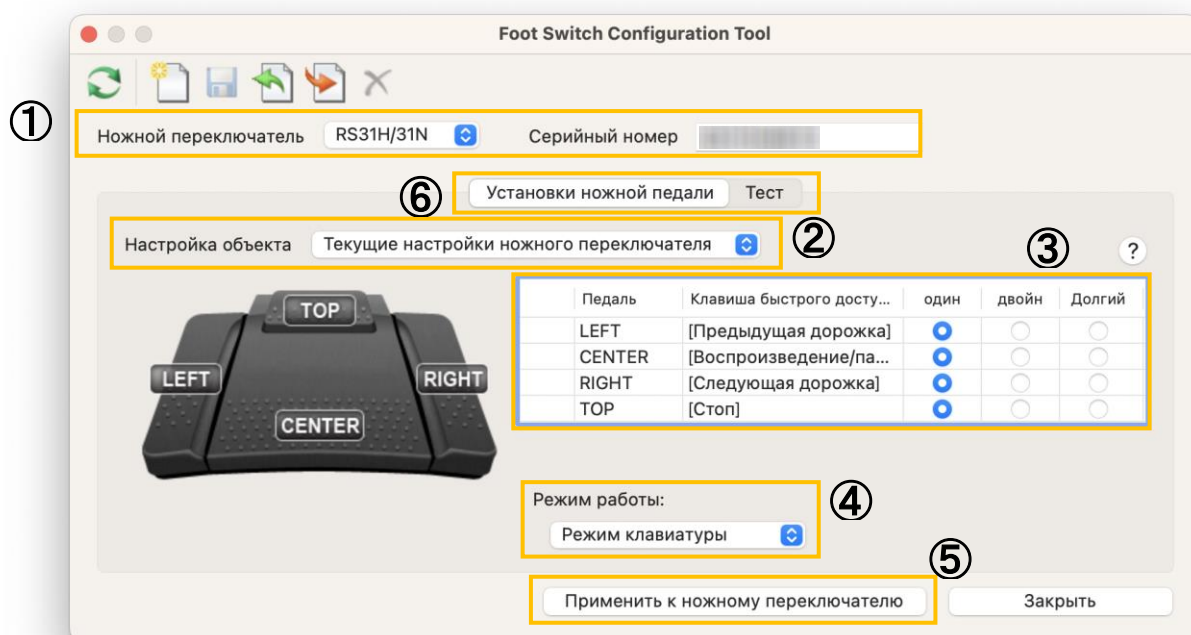 Foot Switch Configuration Tool
①
Ножной переключатель RS31H/31N Серийный номер
⑥ Установки ножной педали Тест
Настройка объекта Текущие настройки ножного переключателя ② ③ ?
Педаль Клавиша быстрого досту... один двойн Долгий
LEFT [Предыдущая дорожка]
CENTER [Воспроизведение/па...
RIGHT [Следующая дорожка]
TOP [Стоп]
TOP
LEFT RIGHT
CENTER
Режим работы: ④
Режим клавиатуры
⑤
Применить к ножному переключателю Закрыть